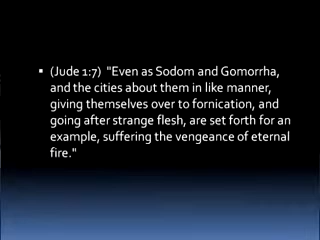 ▪ (Jude 1:7) "Even as Sodom and Gomorrha,
and the cities about them in like manner,
giving themselves over to fornication, and
going after strange flesh, are set forth for an
example, suffering the vengeance of eternal
fire."